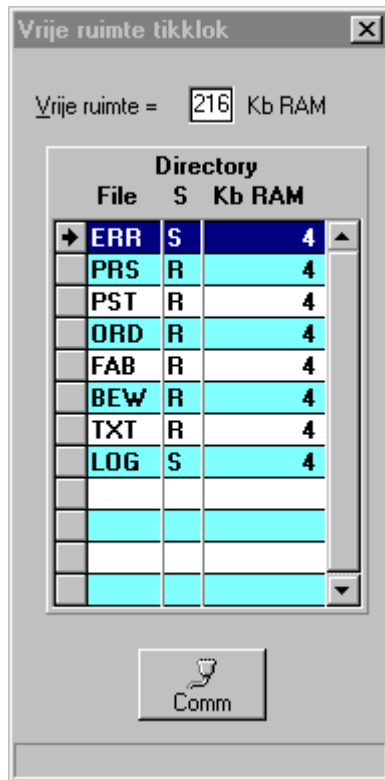 Vrije ruimte tikklok
Vrije ruimte = 216 Kb RAM
Directory
File S Kb RAM
ERR S 4
PRS R 4
PST R 4
ORD R 4
FAB R 4
BEW R 4
TXT R 4
LOG S 4
Comm